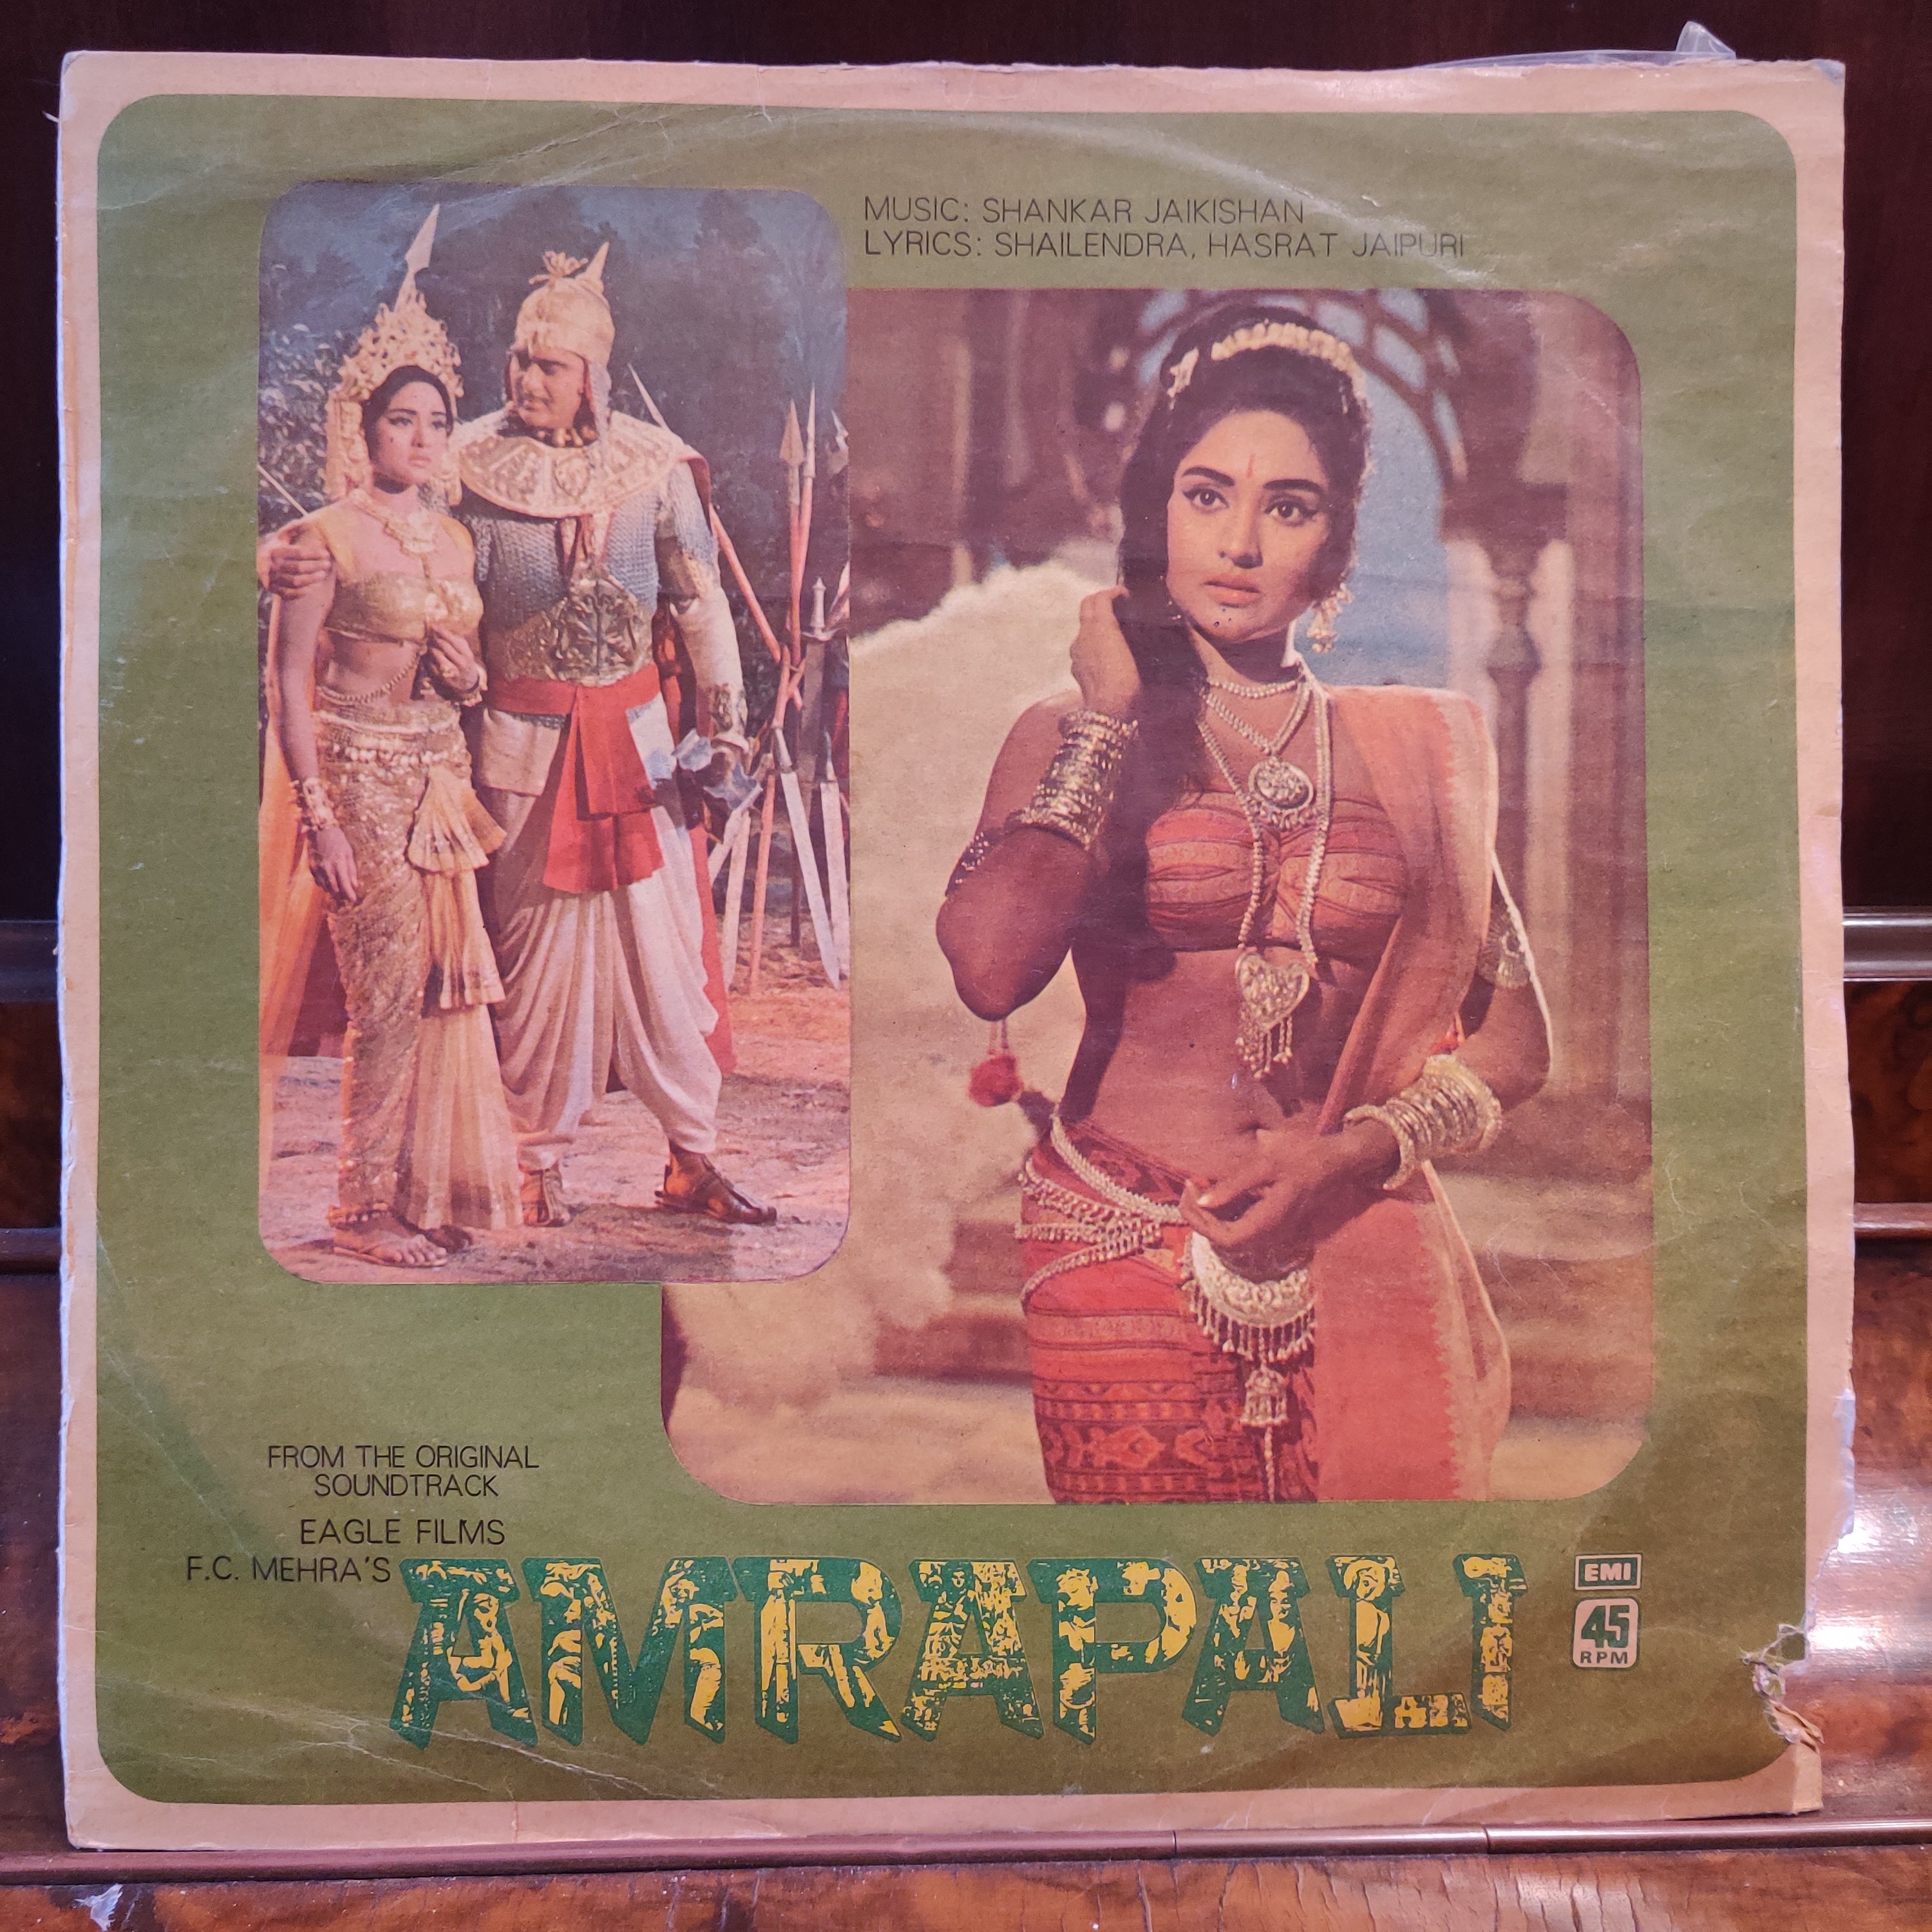 MUSIC: SHANKAR JAIKISHAN
LYRICS: SHAILENDRA, HASRAT JAIPURI
FROM THE ORIGINAL
SOUNDTRACK
EAGLE FILMS
F.C. MEHRA'S
AMRAPALI
EMI
45
RPM